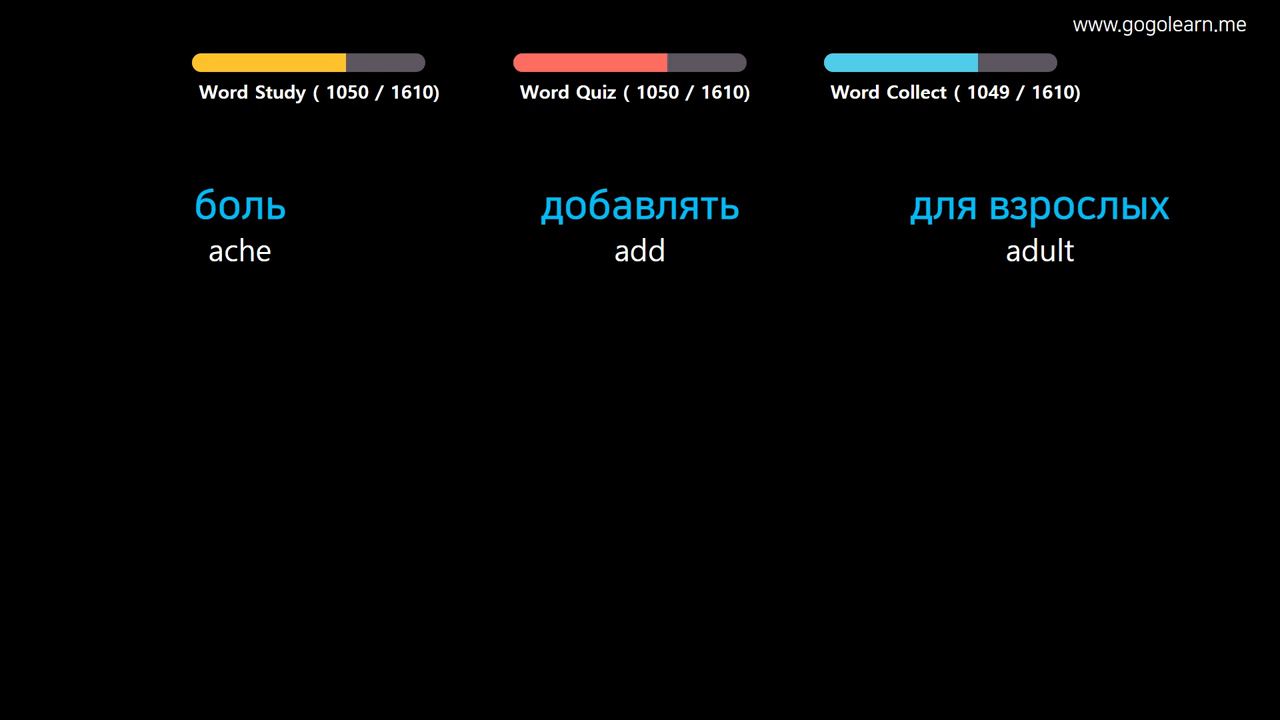 www.gogolearn.me
Word Study ( 1050 / 1610)
Word Quiz ( 1050 / 1610)
Word Collect ( 1049 / 1610)
боль
ache
добавлять
add
для взрослых
adult